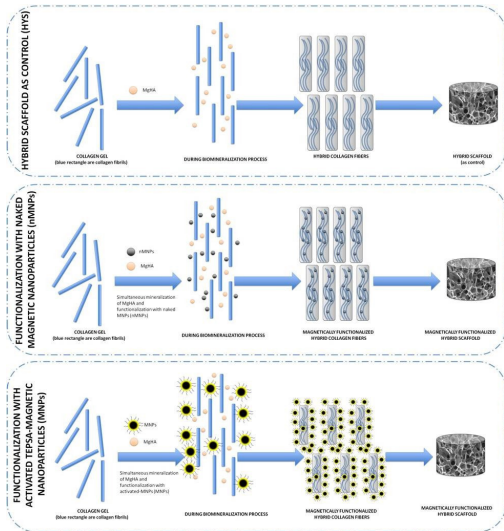 HYBRID SCAFFOLD AS CONTROL (HYS)
MgHA
COLLAGEN GEL
(blue rectangle are collagen fibrils)
DURING BIOMINERALIZATION PROCESS
HYBRID COLLAGEN FIBERS
HYBRID SCAFFOLD
(as control)
FUNCTIONALIZATION WITH NAKED
MAGNETIC NANOPARTICLES (nMNPs)
nMNPs
MgHA
Simultaneous mineralization
of MgHA and
functionalization with naked
MNPs (nMNPs)
COLLAGEN GEL
(blue rectangle are collagen fibrils)
DURING BIOMINERALIZATION PROCESS
MAGNETICALLY FUNCTIONALIZED
HYBRID COLLAGEN FIBERS
MAGNETICALLY FUNCTIONALIZED
HYBRID SCAFFOLD
FUNCTIONALIZATION WITH
ACTIVATED TEPSA-MAGNETIC
NANOPARTICLES (MNPs)
MNPs
MgHA
Simultaneous mineralization
of MgHA and
functionalization with
activated-MNPs (MNPs)
COLLAGEN GEL
(blue rectangle are collagen fibrils)
DURING BIOMINERALIZATION PROCESS
MAGNETICALLY FUNCTIONALIZED
HYBRID COLLAGEN FIBERS
MAGNETICALLY FUNCTIONALIZED
HYBRID SCAFFOLD